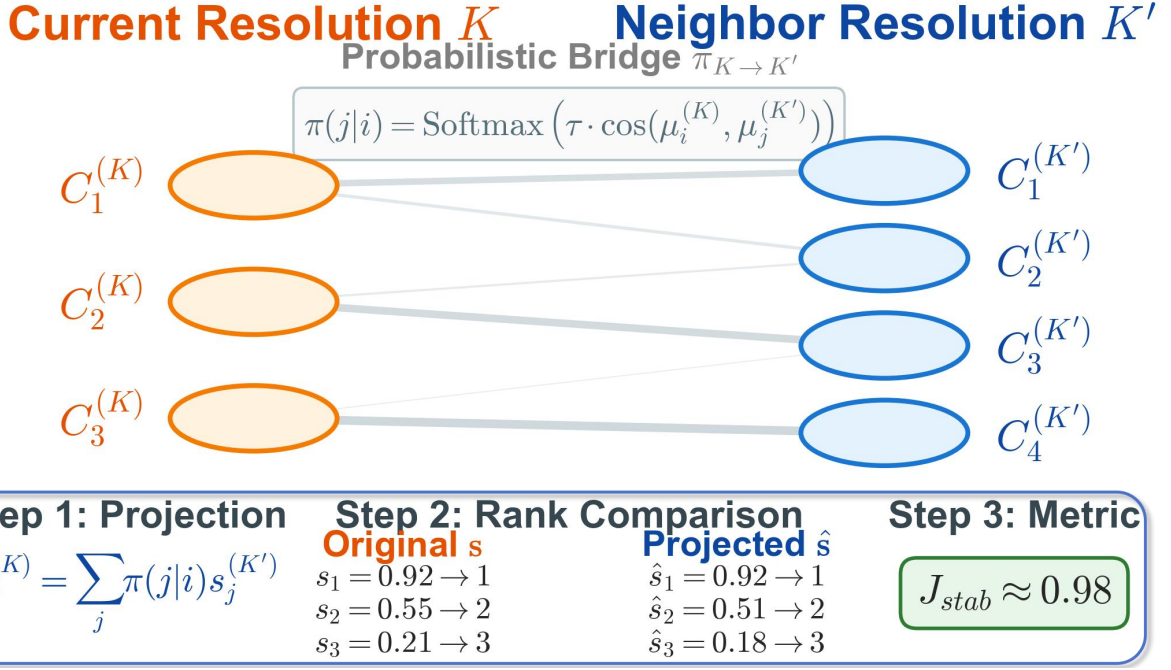 Current Resolution K
Neighbor Resolution K′
Probabilistic Bridge π_{K→K′}
π(j|i) = Softmax (τ · cos(μ_i^{(K)}, μ_j^{(K′)}))
C_1^{(K)}
C_2^{(K)}
C_3^{(K)}
C_1^{(K′)}
C_2^{(K′)}
C_3^{(K′)}
C_4^{(K′)}
ep 1: Projection
K) = ∑_j π(j|i)s_j^{(K′)}
Step 2: Rank Comparison
Original s
s_1 = 0.92 → 1
s_2 = 0.55 → 2
s_3 = 0.21 → 3
Projected ŝ
ŝ_1 = 0.92 → 1
ŝ_2 = 0.51 → 2
ŝ_3 = 0.18 → 3
Step 3: Metric
J_{stab} ≈ 0.98